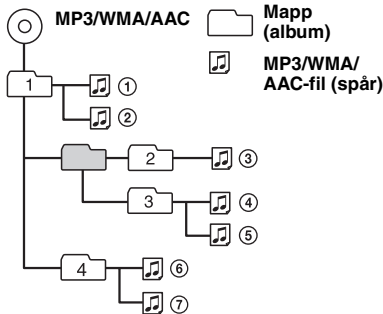 MP3/WMA/AAC
Mapp
(album)
MP3/WMA/
AAC-fil (spår)
1
①
②
2
③
3
④
⑤
4
⑥
⑦